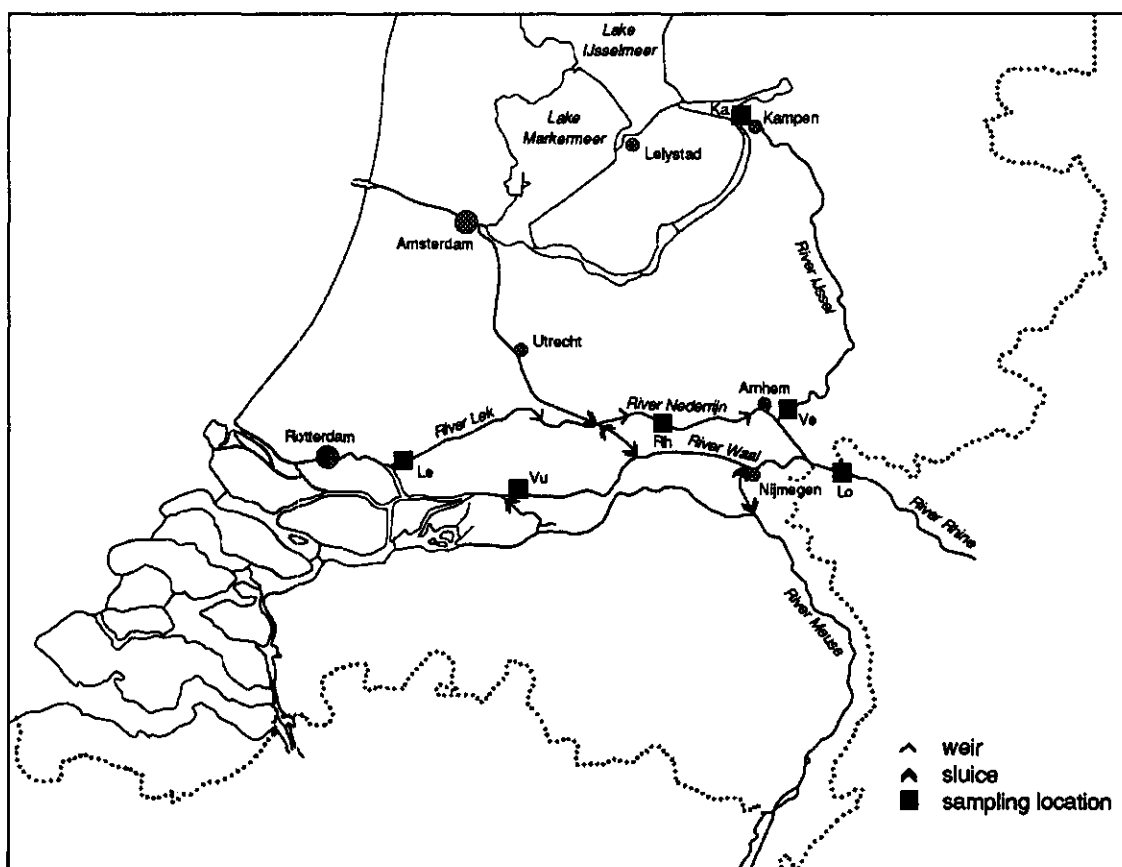 Lake
IJsselmeer
Lake
Markermeer
Ka
Kampen
Lelystad
Amsterdam
River IJssel
Utrecht
Arnhem
River Nederrijn
Ve
River Lek
Rotterdam
Rh
River Waal
Le
Vu
Nijmegen
Lo
River Rhine
River Meuse
weir
sluice
sampling location